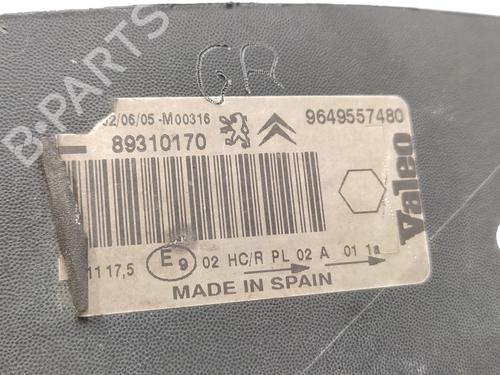 B-PARTS
GR
02/06/05 -M00316
9649557480
89310170
Valeo
11 17,5
E 9
02 HC/R PL 02 A 01 1a
MADE IN SPAIN